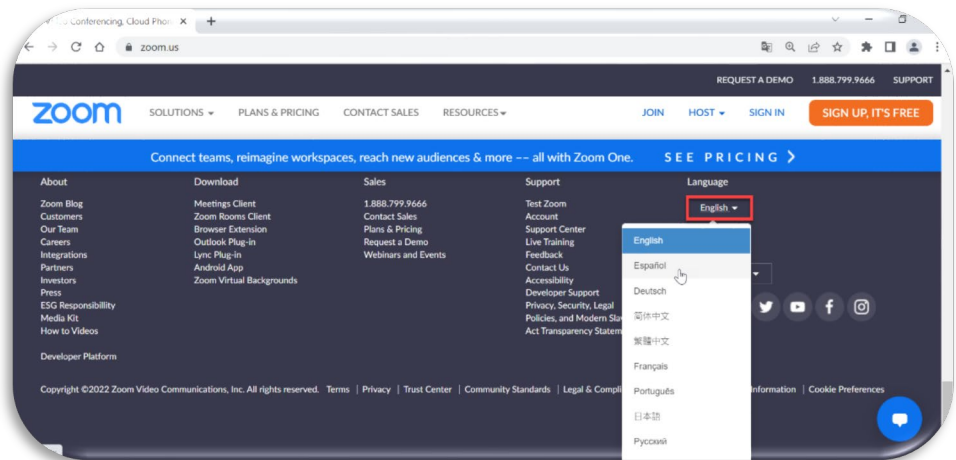 Conferencing, Cloud Phon
zoom.us
REQUEST A DEMO 1.888.799.9666 SUPPORT
zoom SOLUTIONS PLANS & PRICING CONTACT SALES RESOURCES JOIN HOST SIGN IN SIGN UP, IT'S FREE
Connect teams, reimagine workspaces, reach new audiences & more -- all with Zoom One. SEE PRICING
About
Zoom Blog
Customers
Our Team
Careers
Integrations
Partners
Investors
Press
ESG Responsibillity
Media Kit
How to Videos
Developer Platform
Download
Meetings Client
Zoom Rooms Client
Browser Extension
Outlook Plug-in
Lync Plug-in
Android App
Zoom Virtual Backgrounds
Sales
1.888.799.9666
Contact Sales
Plans & Pricing
Request a Demo
Webinars and Events
Support
Test Zoom
Account
Support Center
Live Training
Feedback
Contact Us
Accessibility
Developer Support
Privacy, Security, Legal
Policies, and Modern Sla
Act Transparency Statem
Language
English
English
Español
Deutsch
简体中文
繁體中文
Français
Português
日本語
Русский
Copyright ©2022 Zoom Video Communications, Inc. All rights reserved. Terms | Privacy | Trust Center | Community Standards | Legal & Compli Information | Cookie Preferences